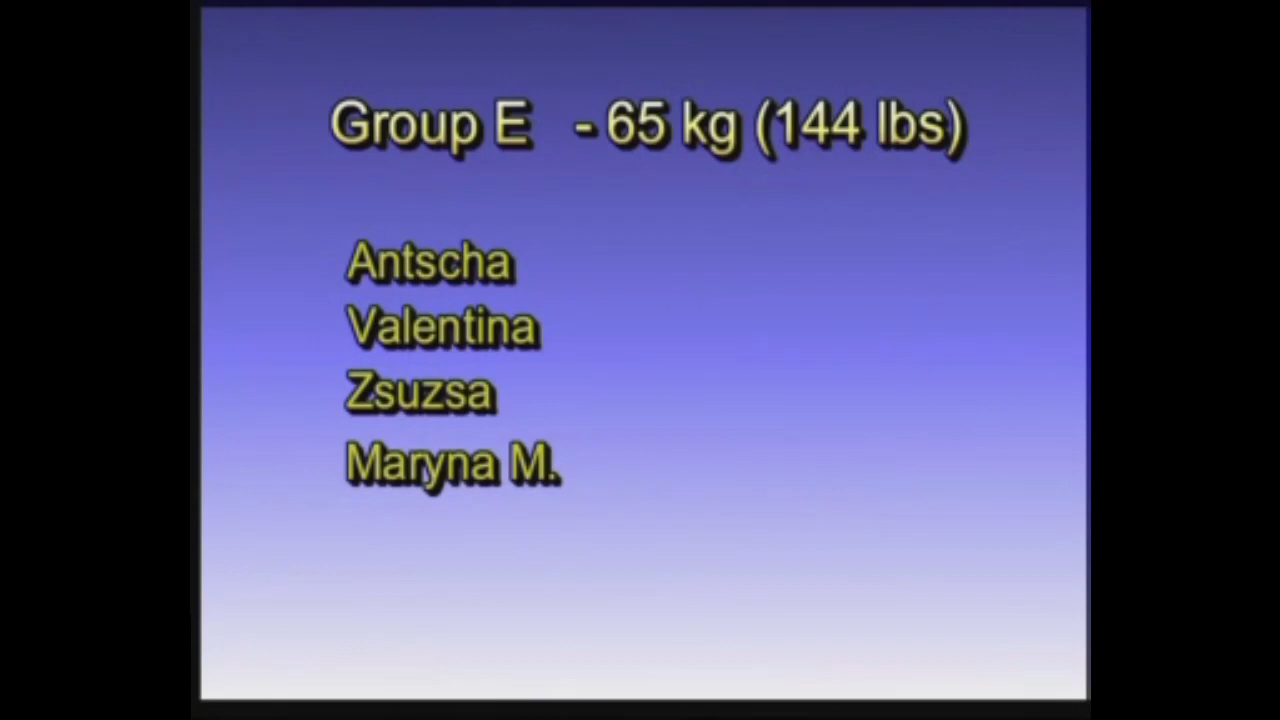 Group E - 65 kg (144 lbs)
Antscha
Valentina
Zsuzsa
Maryna M.